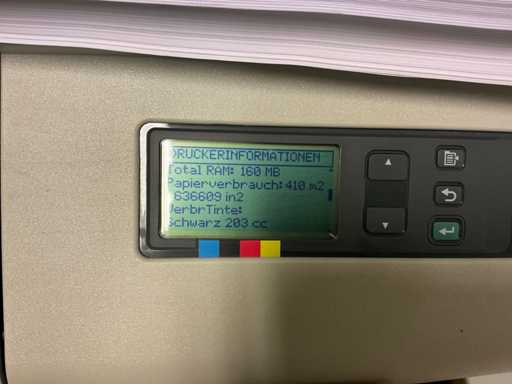 DRUCKERINFORMATIONEN
Total RAM: 160 MB
Papierverbrauch: 410 m2
636609 in2
VerbrTinte:
Schwarz 203 cc